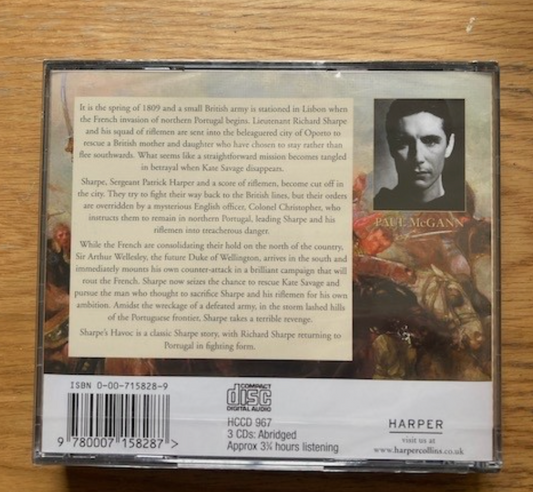 It is the spring of 1809 and a small British army is stationed in Lisbon when
the French invasion of northern Portugal begins. Lieutenant Richard Sharpe
and his squad of riflemen are sent into the beleaguered city of Oporto to
rescue a British mother and daughter who have chosen to stay rather than
flee southwards. What seems like a straightforward mission becomes tangled
in betrayal when Kate Savage disappears.
Sharpe, Sergeant Patrick Harper and a score of riflemen, become cut off in
the city. They try to fight their way back to the British lines, but their orders
are overridden by a mysterious English officer, Colonel Christopher, who
instructs them to remain in northern Portugal, leading Sharpe and his
riflemen into treacherous danger.
While the French are consolidating their hold on the north of the country,
Sir Arthur Wellesley, the future Duke of Wellington, arrives in the south and
immediately mounts his own counter-attack in a brilliant campaign that will
rout the French. Sharpe now seizes the chance to rescue Kate Savage and
pursue the man who thought to sacrifice Sharpe and his riflemen for his own
ambition. Amidst the wreckage of a defeated army, in the storm lashed hills
of the Portuguese frontier, Sharpe takes a terrible revenge.
Sharpe's Havoc is a classic Sharpe story, with Richard Sharpe returning to
Portugal in fighting form.
PAUL McGANN
ISBN 0-00-715828-9
9 780007 158287 >
COMPACT
disc
DIGITAL AUDIO
HCCD 967
3 CDs: Abridged
Approx 3¾ hours listening
HARPER
visit us at
www.harpercollins.co.uk